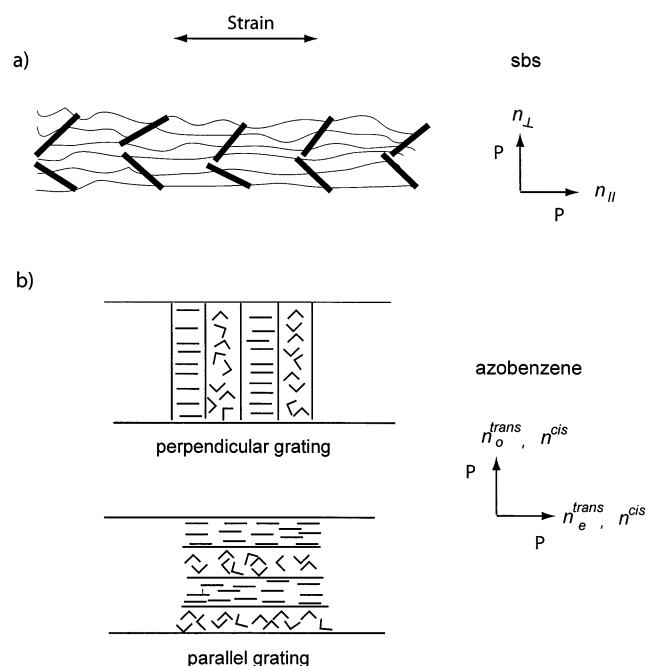 Strain
a)
sbs
n⊥
P
n//
P
b)
azobenzene
perpendicular grating
n_o^trans , n^cis
P
n_e^trans , n^cis
P
parallel grating